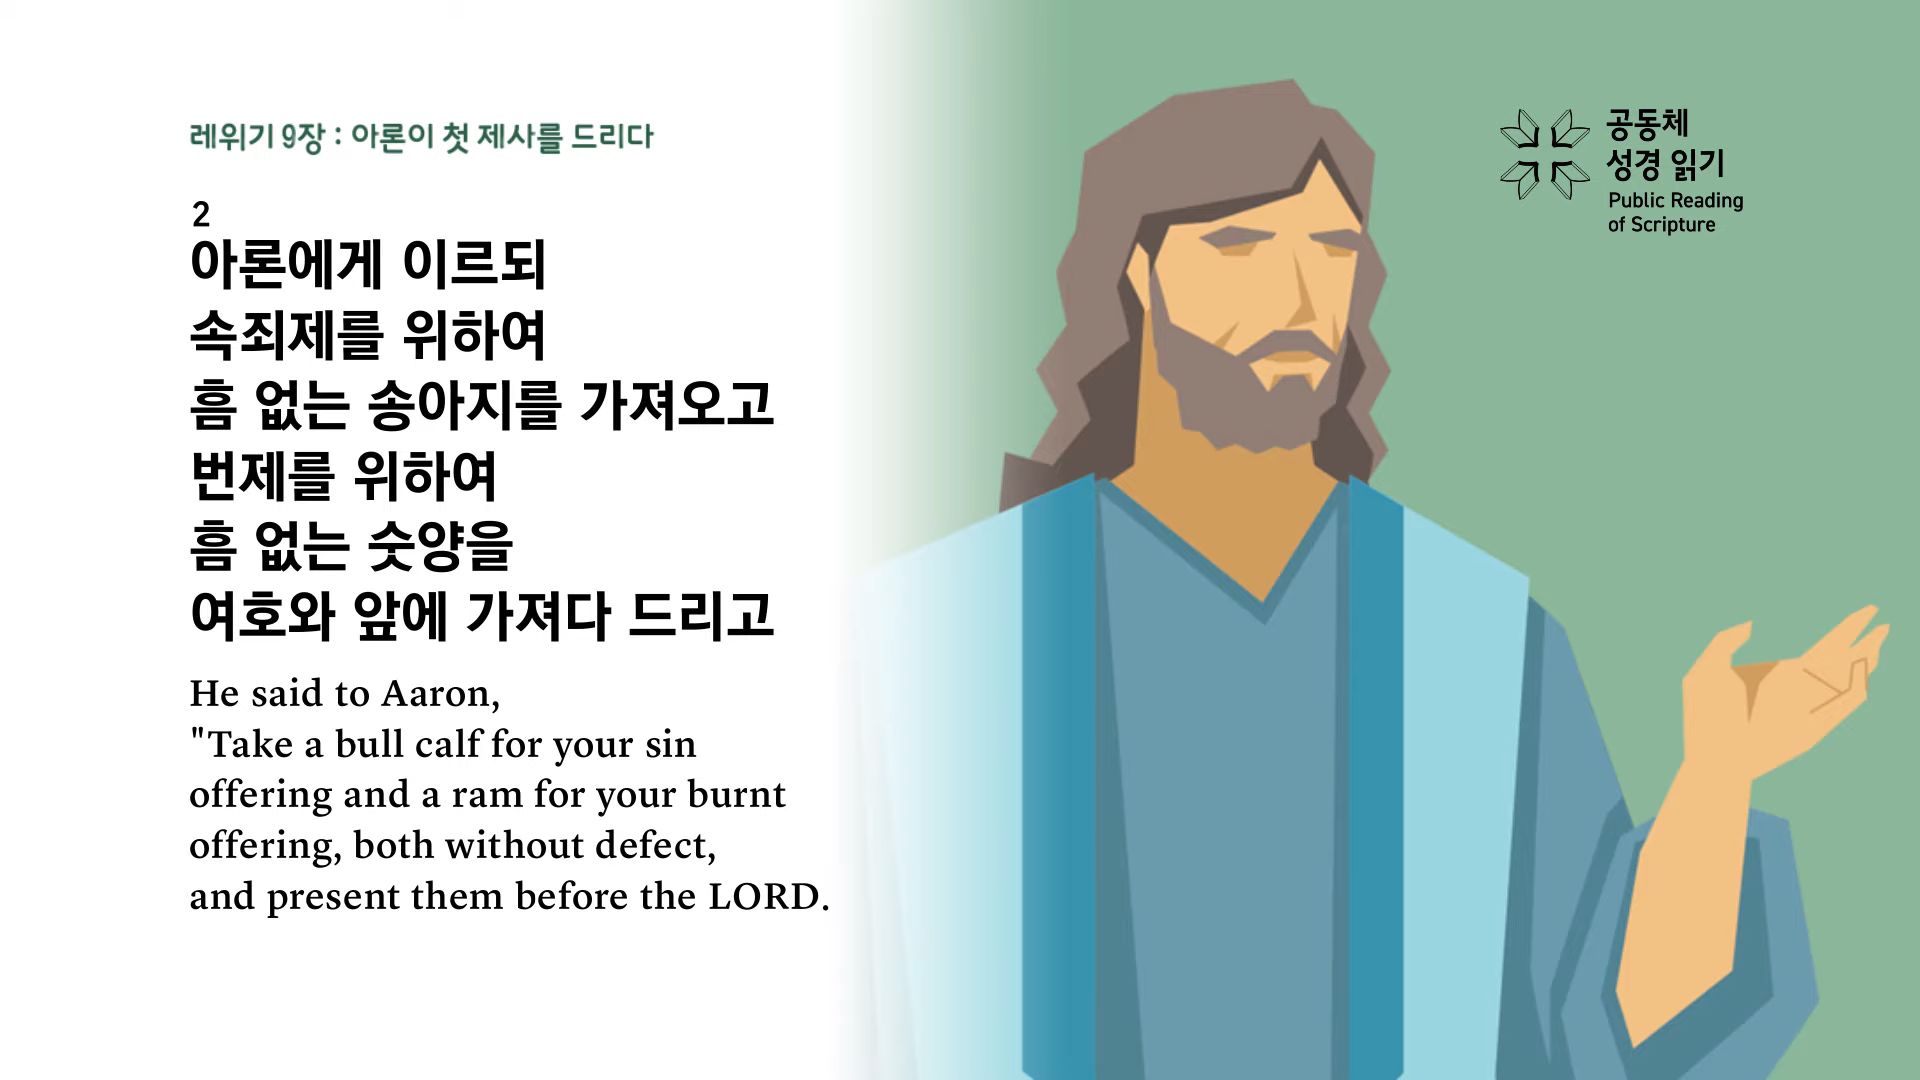 레위기 9장 : 아론이 첫 제사를 드리다
2
아론에게 이르되
속죄제를 위하여
흠 없는 송아지를 가져오고
번제를 위하여
흠 없는 숫양을
여호와 앞에 가져다 드리고
He said to Aaron,
"Take a bull calf for your sin
offering and a ram for your burnt
offering, both without defect,
and present them before the LORD.
공동체
성경 읽기
Public Reading
of Scripture